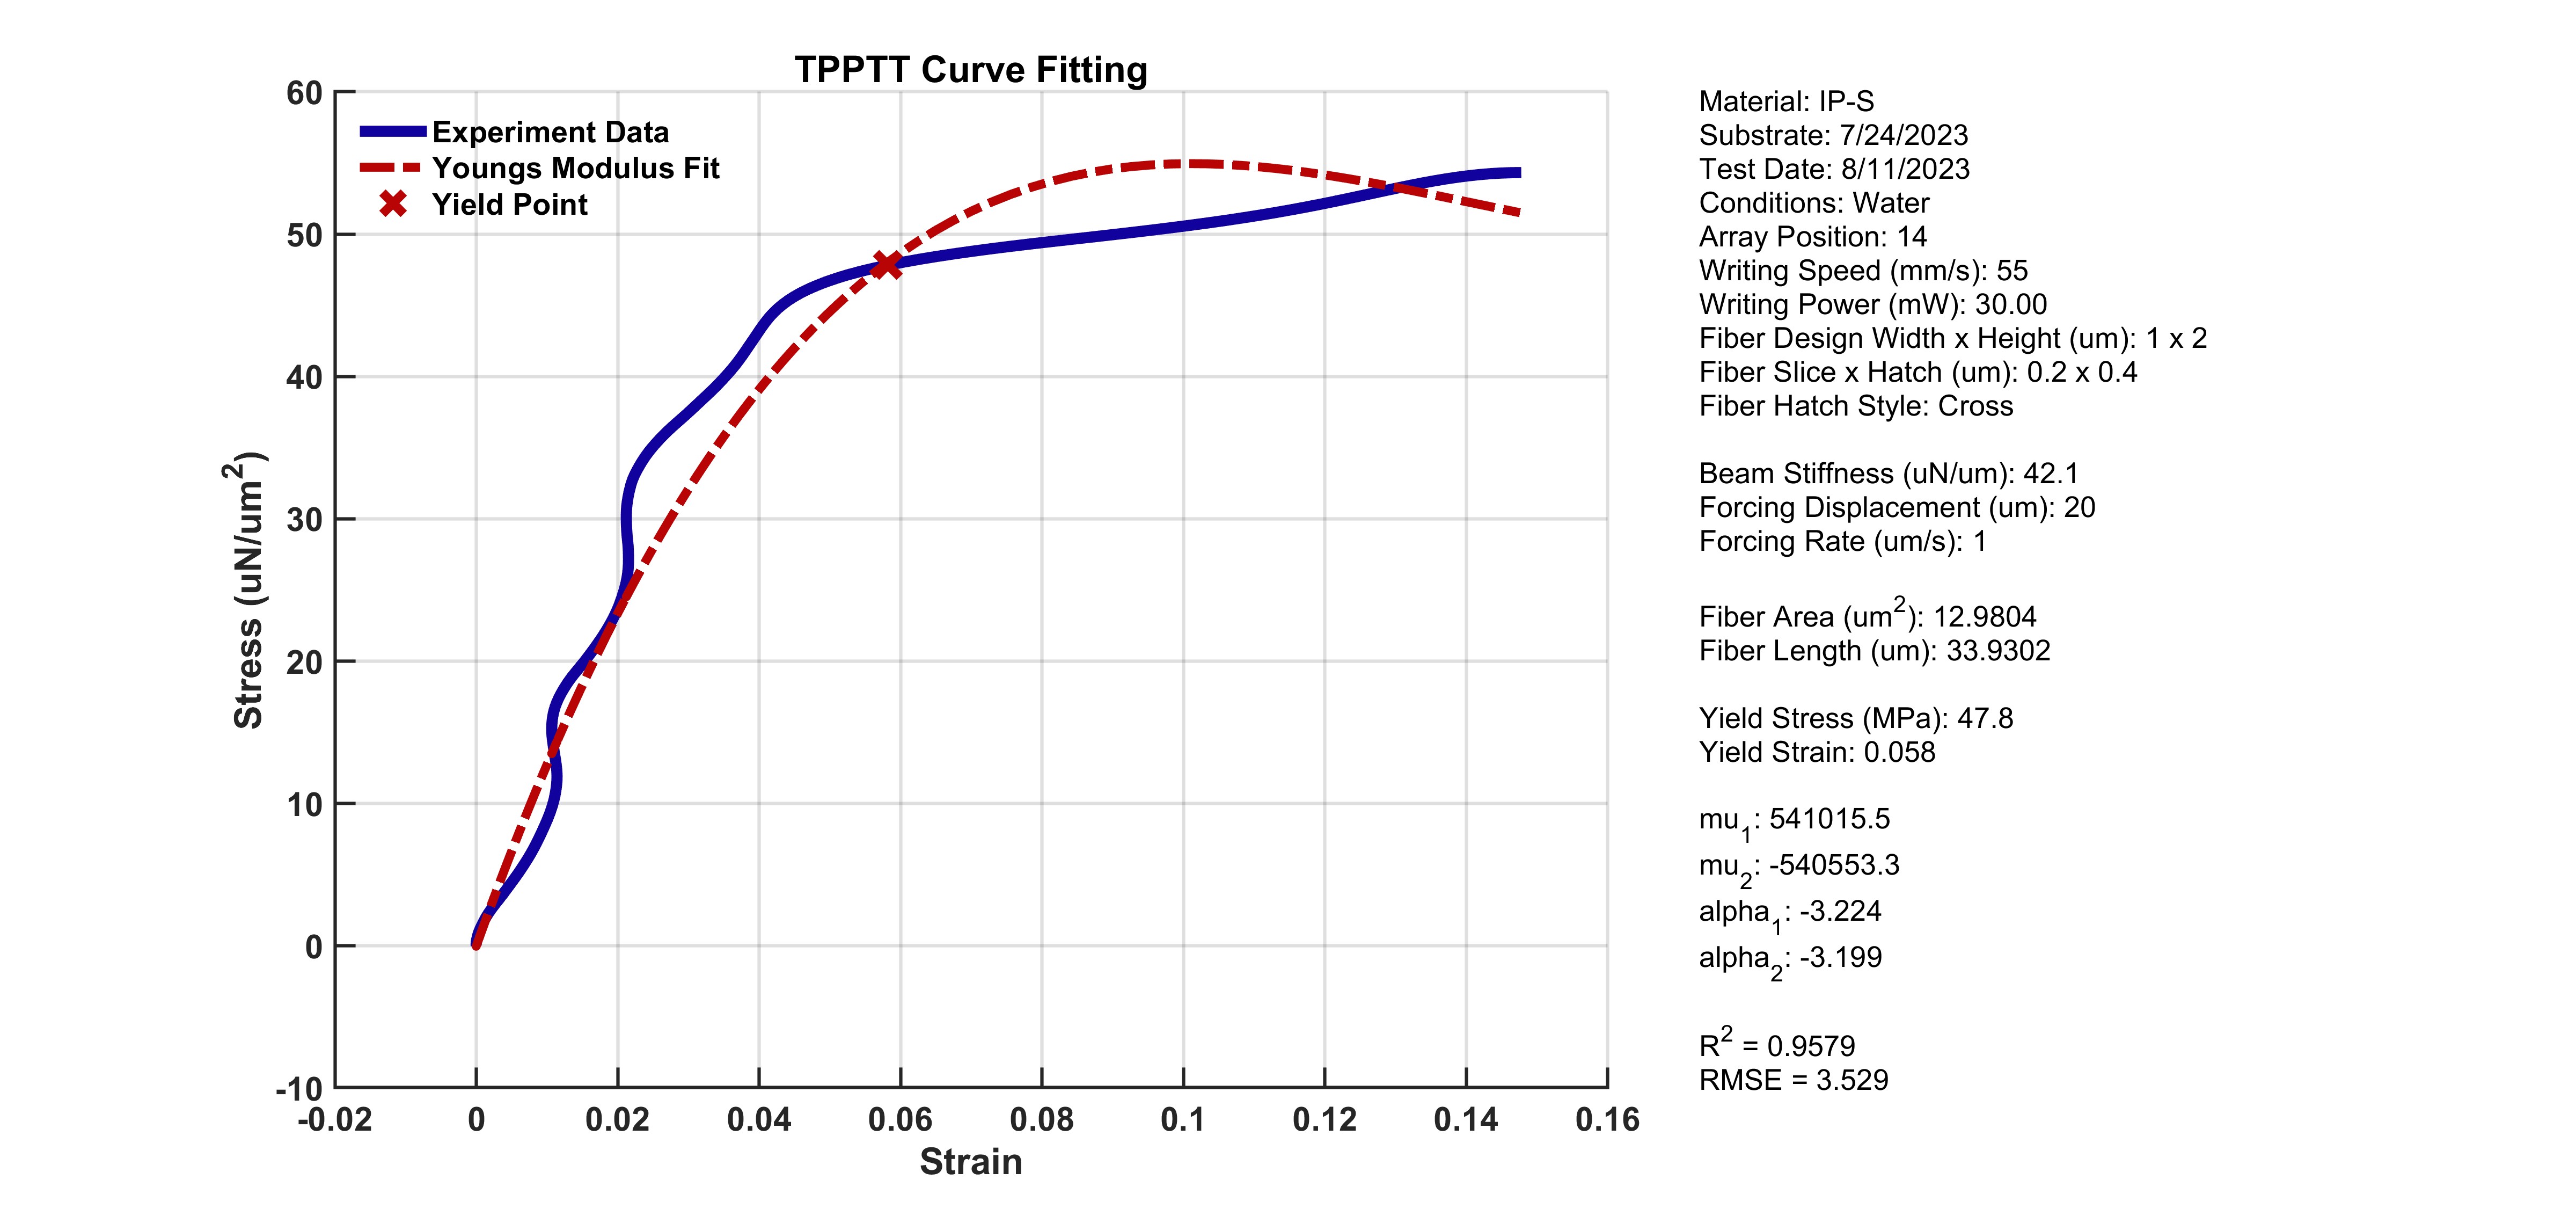 TPPTT Curve Fitting
60
50
40
30
20
10
0
-10
Stress (uN/um²)
Experiment Data
Youngs Modulus Fit
Yield Point
-0.02 0 0.02 0.04 0.06 0.08 0.1 0.12 0.14 0.16
Strain
Material: IP-S
Substrate: 7/24/2023
Test Date: 8/11/2023
Conditions: Water
Array Position: 14
Writing Speed (mm/s): 55
Writing Power (mW): 30.00
Fiber Design Width x Height (um): 1 x 2
Fiber Slice x Hatch (um): 0.2 x 0.4
Fiber Hatch Style: Cross
Beam Stiffness (uN/um): 42.1
Forcing Displacement (um): 20
Forcing Rate (um/s): 1
Fiber Area (um²): 12.9804
Fiber Length (um): 33.9302
Yield Stress (MPa): 47.8
Yield Strain: 0.058
mu₁: 541015.5
mu₂: -540553.3
alpha₁: -3.224
alpha₂: -3.199
R² = 0.9579
RMSE = 3.529